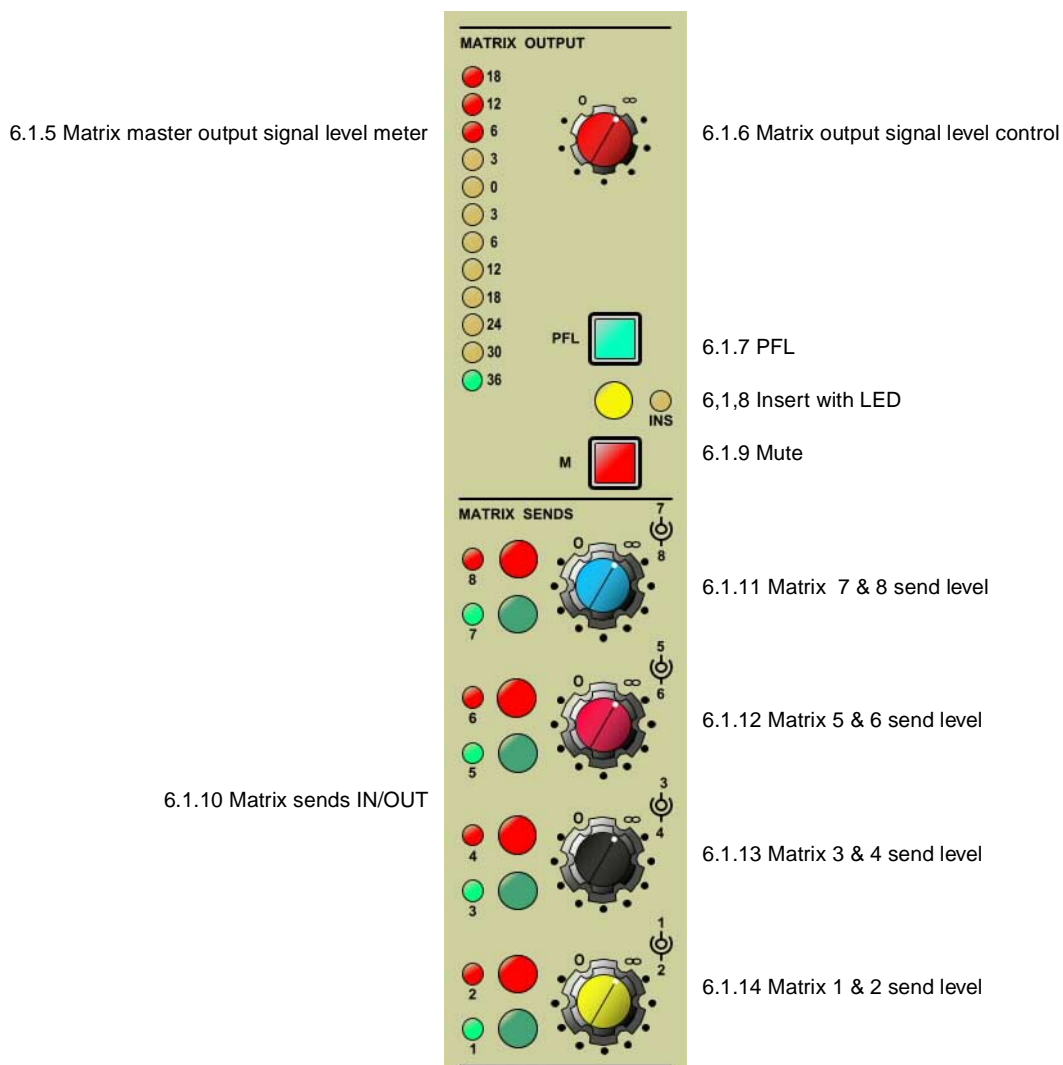 MATRIX OUTPUT
18
12
6.1.5 Matrix master output signal level meter
6
3
0
3
6
12
18
24
30
36
O ∞
6.1.6 Matrix output signal level control
PFL
6.1.7 PFL
INS
6,1,8 Insert with LED
M
6.1.9 Mute
MATRIX SENDS
8
7
O ∞
7
8
6.1.11 Matrix 7 & 8 send level
6
5
O ∞
5
6
6.1.12 Matrix 5 & 6 send level
6.1.10 Matrix sends IN/OUT
4
3
O ∞
3
4
6.1.13 Matrix 3 & 4 send level
2
1
O ∞
1
2
6.1.14 Matrix 1 & 2 send level